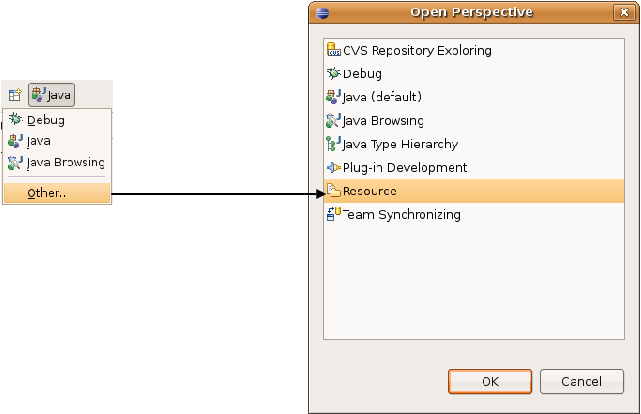 Java
Debug
Java
Java Browsing
Other..
Open Perspective
CVS Repository Exploring
Debug
Java (default)
Java Browsing
Java Type Hierarchy
Plug-in Development
Resource
Team Synchronizing
OK
Cancel